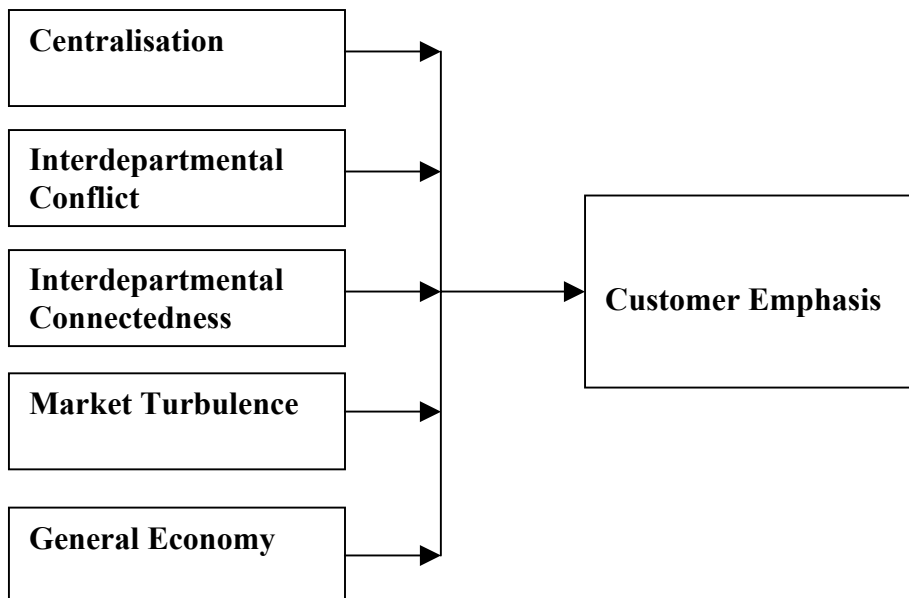 Centralisation
Interdepartmental
Conflict
Interdepartmental
Connectedness
Customer Emphasis
Market Turbulence
General Economy